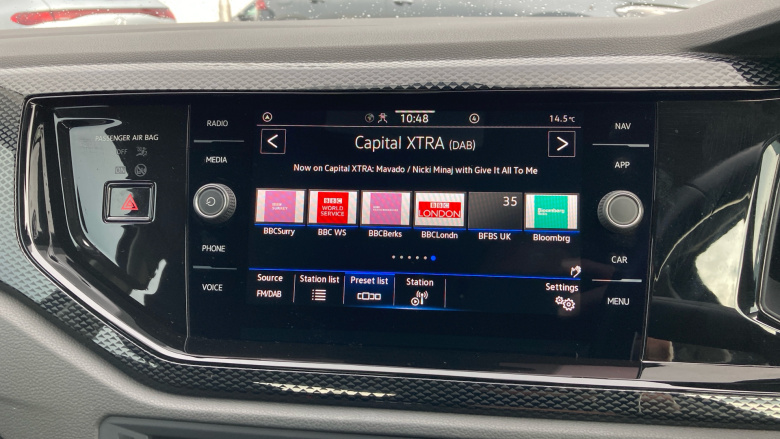 PASSENGER AIR BAG
OFF
ON
RADIO
MEDIA
PHONE
VOICE
10:48
14.5°C
Capital XTRA (DAB)
Now on Capital XTRA: Mavado / Nicki Minaj with Give It All To Me
BBC
WORLD
SERVICE
BBC
LONDON
35
Bloomberg
BBCSurry
BBC WS
BBCBerks
BBCLondn
BFBS UK
Bloombrg
Source
FM/DAB
Station list
Preset list
Station
Settings
NAV
APP
CAR
MENU